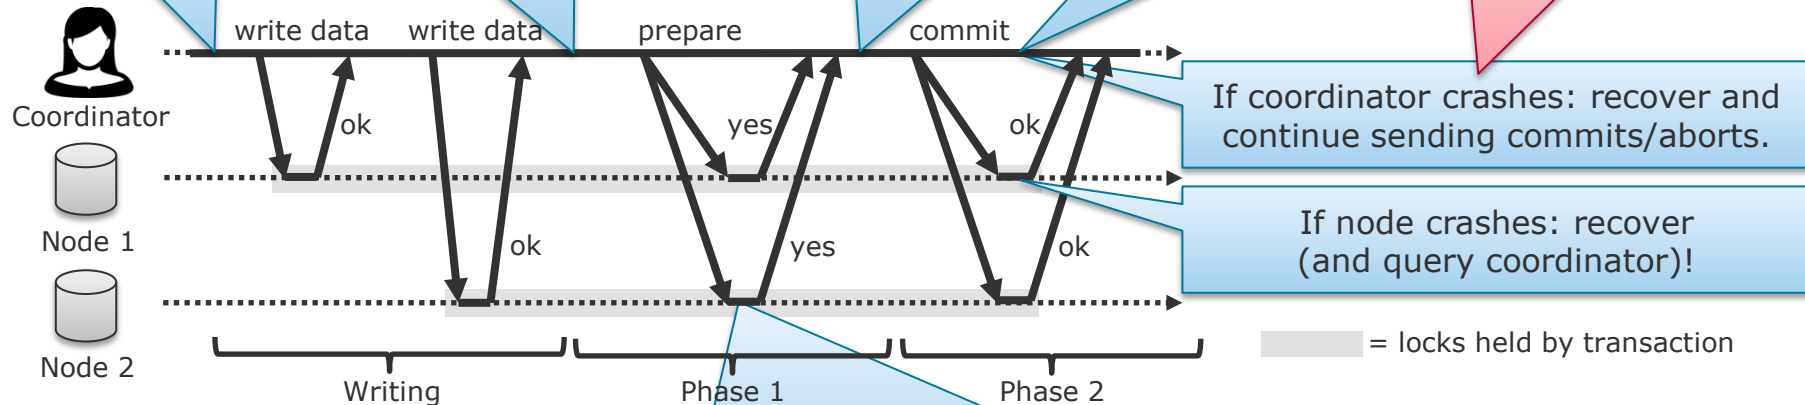 write data
write data
prepare
commit
Coordinator
ok
yes
ok
If coordinator crashes: recover and
continue sending commits/aborts.
Node 1
ok
yes
ok
If node crashes: recover
(and query coordinator)!
Node 2
= locks held by transaction
Writing
Phase 1
Phase 2